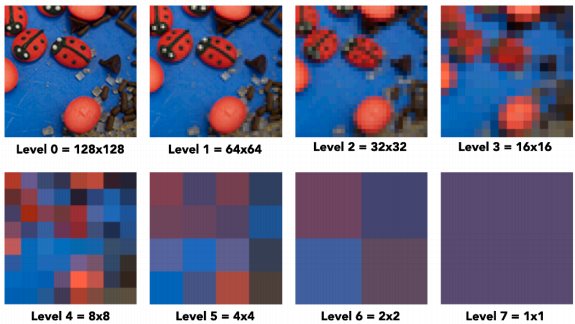 Level 0 = 128x128
Level 1 = 64x64
Level 2 = 32x32
Level 3 = 16x16
Level 4 = 8x8
Level 5 = 4x4
Level 6 = 2x2
Level 7 = 1x1